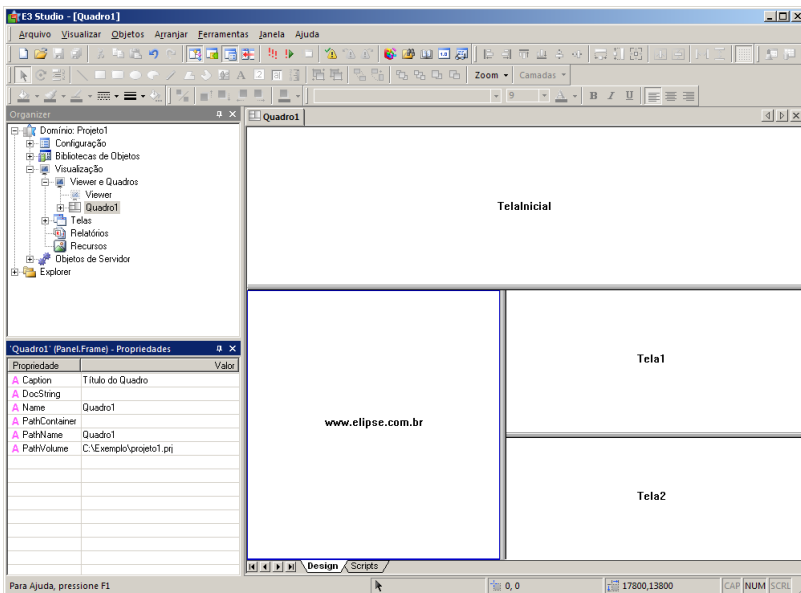 E3 Studio - [Quadro1]
Arquivo Visualizar Objetos Arranjar Ferramentas Janela Ajuda
Zoom Camadas
9 A B I U
Organizer
Quadro1
Domínio: Projeto1
Configuração
Bibliotecas de Objetos
Visualização
Viewer e Quadros
Viewer
Quadro1
Telas
Relatórios
Recursos
Objetos de Servidor
Explorer
TelaInicial
www.elipse.com.br
Tela1
Tela2
'Quadro1' (Panel.Frame) - Propriedades
Propriedade Valor
A Caption Título do Quadro
A DocString
A Name Quadro1
A PathContainer
A PathName Quadro1
A PathVolume C:\Exemplo\projeto1.prj
Design Scripts
Para Ajuda, pressione F1 0, 0 17800,13800 CAP NUM SCRL